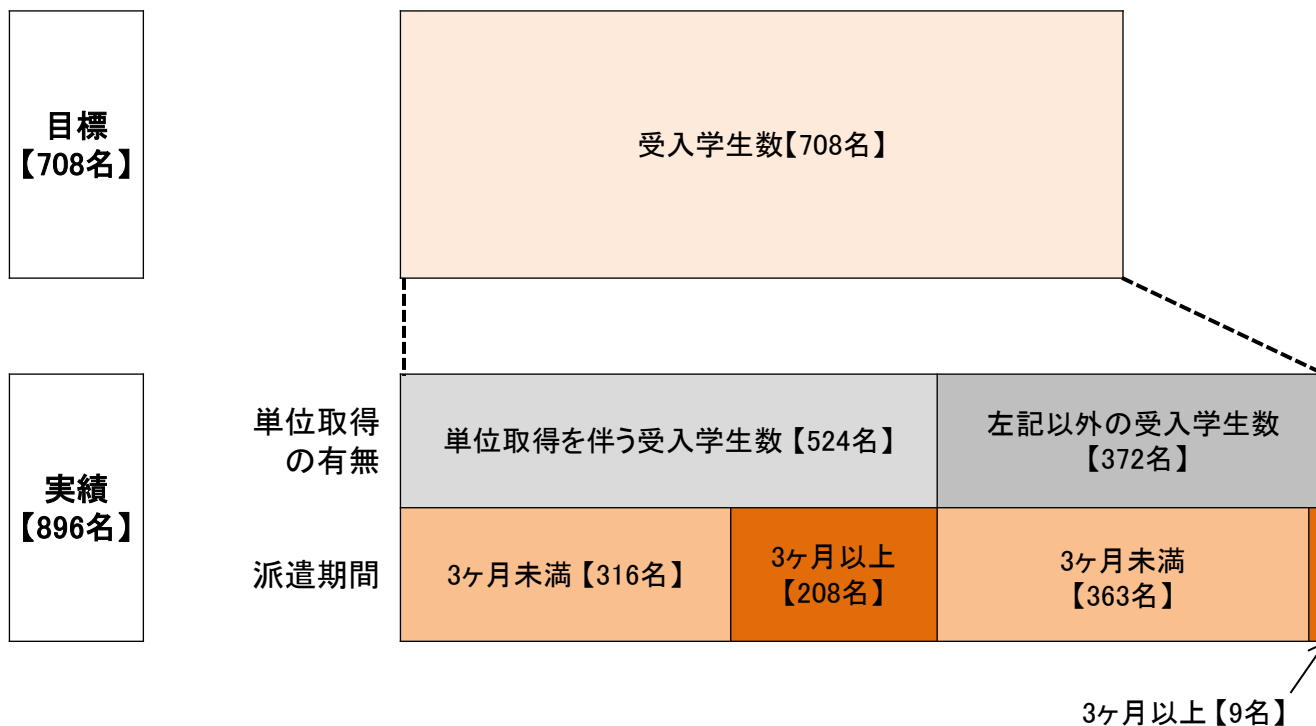 目標
【708名】
受入学生数【708名】
実績
【896名】
単位取得
の有無
単位取得を伴う受入学生数【524名】
左記以外の受入学生数
【372名】
派遣期間
3ヶ月未満【316名】
3ヶ月以上
【208名】
3ヶ月未満
【363名】
3ヶ月以上【9名】